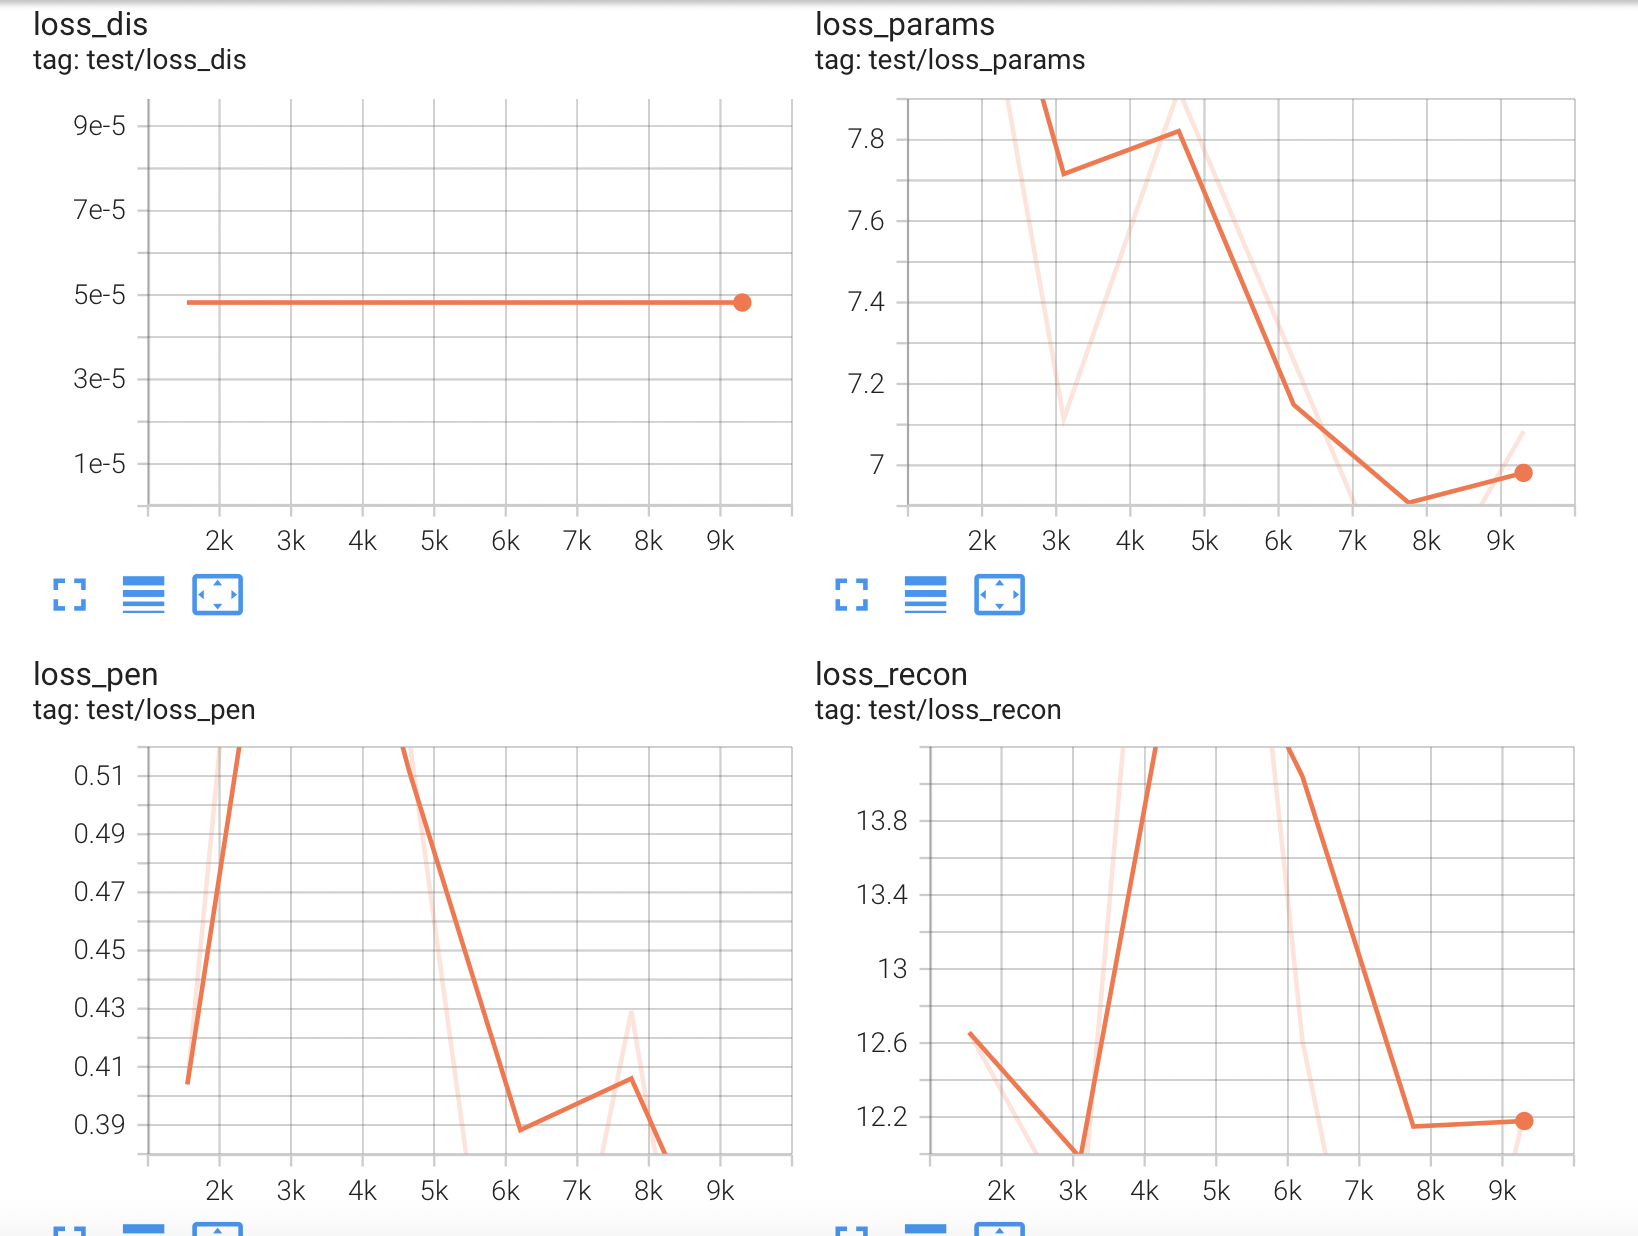 loss_dis
tag: test/loss_dis
9e-5
7e-5
5e-5
3e-5
1e-5
2k 3k 4k 5k 6k 7k 8k 9k
loss_params
tag: test/loss_params
7.8
7.6
7.4
7.2
7
2k 3k 4k 5k 6k 7k 8k 9k
loss_pen
tag: test/loss_pen
0.51
0.49
0.47
0.45
0.43
0.41
0.39
2k 3k 4k 5k 6k 7k 8k 9k
loss_recon
tag: test/loss_recon
13.8
13.4
13
12.6
12.2
2k 3k 4k 5k 6k 7k 8k 9k